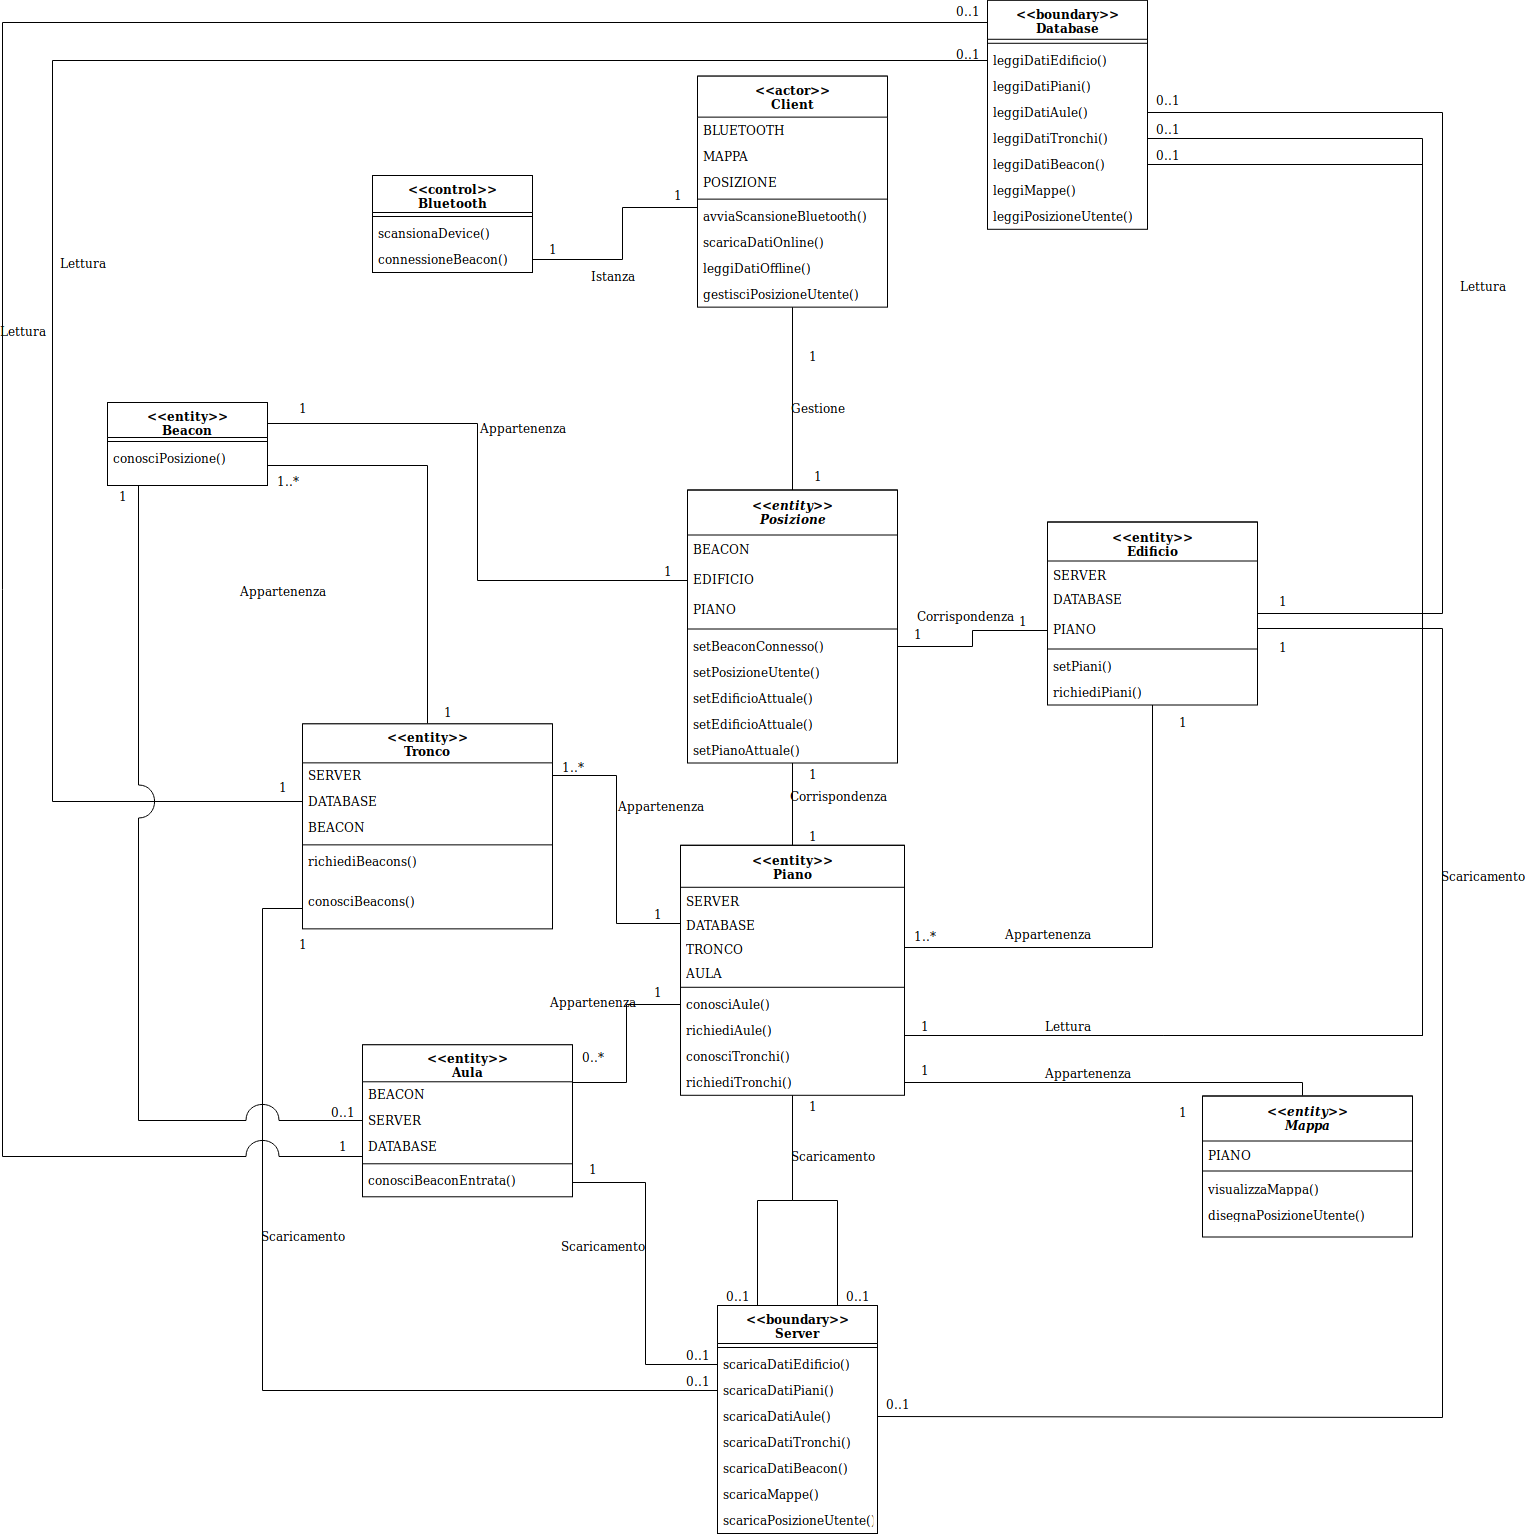 0..1
<<boundary>>
Database
0..1
leggiDatiEdificio()
leggiDatiPiani()
leggiDatiAule()
leggiDatiTronchi()
leggiDatiBeacon()
leggiMappe()
leggiPosizioneUtente()
0..1
0..1
0..1
<<actor>>
Client
BLUETOOTH
MAPPA
POSIZIONE
avviaScansioneBluetooth()
scaricaDatiOnline()
leggiDatiOffline()
gestisciPosizioneUtente()
<<control>>
Bluetooth
scansionaDevice()
connessioneBeacon()
1
1
Istanza
Lettura
Lettura
Lettura
1
Gestione
1
<<entity>>
Beacon
conosciPosizione()
1
Appartenenza
1..*
1
Appartenenza
1
<<entity>>
Posizione
BEACON
EDIFICIO
PIANO
setBeaconConnesso()
setPosizioneUtente()
setEdificioAttuale()
setEdificioAttuale()
setPianoAttuale()
Corrispondenza
1
1
<<entity>>
Edificio
SERVER
DATABASE
PIANO
setPiani()
richiediPiani()
1
1
1
1
<<entity>>
Tronco
SERVER
DATABASE
BEACON
richiediBeacons()
conosciBeacons()
1
1..*
Appartenenza
1
1
1
Corrispondenza
1
<<entity>>
Piano
SERVER
DATABASE
TRONCO
AULA
conosciAule()
richiediAule()
conosciTronchi()
richiediTronchi()
Scaricamento
1..*
Appartenenza
Appartenenza
1
0..*
1
Lettura
1
Appartenenza
1
<<entity>>
Mappa
PIANO
visualizzaMappa()
disegnaPosizioneUtente()
<<entity>>
Aula
BEACON
SERVER
DATABASE
conosciBeaconEntrata()
0..1
1
1
1
Scaricamento
Scaricamento
Scaricamento
0..1
0..1
<<boundary>>
Server
scaricaDatiEdificio()
scaricaDatiPiani()
scaricaDatiAule()
scaricaDatiTronchi()
scaricaDatiBeacon()
scaricaMappe()
scaricaPosizioneUtente()
0..1
0..1
0..1